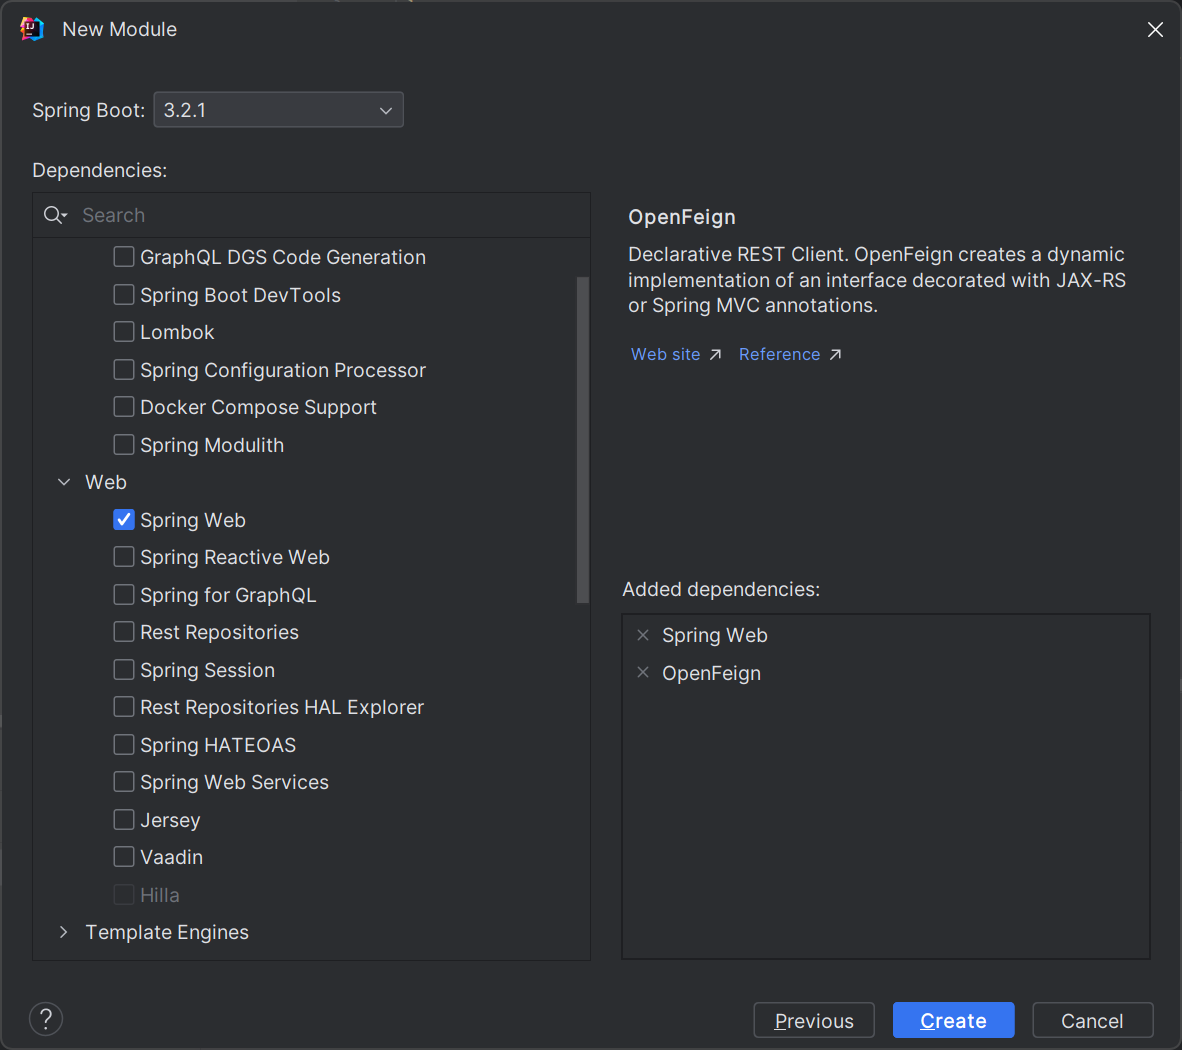 New Module
Spring Boot: 3.2.1
Dependencies:
Search
GraphQL DGS Code Generation
Spring Boot DevTools
Lombok
Spring Configuration Processor
Docker Compose Support
Spring Modulith
Web
Spring Web
Spring Reactive Web
Spring for GraphQL
Rest Repositories
Spring Session
Rest Repositories HAL Explorer
Spring HATEOAS
Spring Web Services
Jersey
Vaadin
Hilla
Template Engines
OpenFeign
Declarative REST Client. OpenFeign creates a dynamic
implementation of an interface decorated with JAX-RS
or Spring MVC annotations.
Web site Reference
Added dependencies:
Spring Web
OpenFeign
? Previous Create Cancel